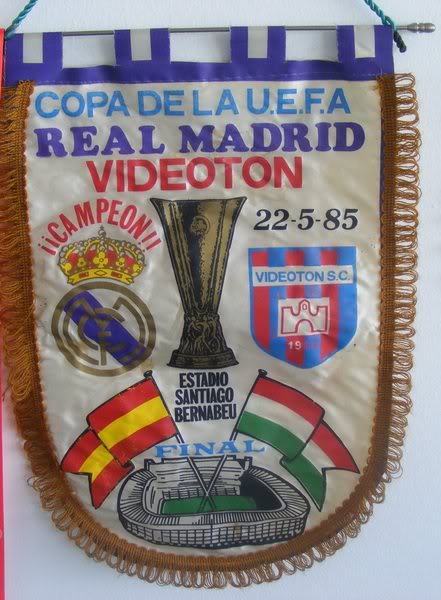 COPA DE LA U.E.F.A
REAL MADRID
VIDEOTON
¡¡CAMPEON!!
22-5-85
VIDEOTON S.C.
ESTADIO
SANTIAGO
BERNABEU
FINAL